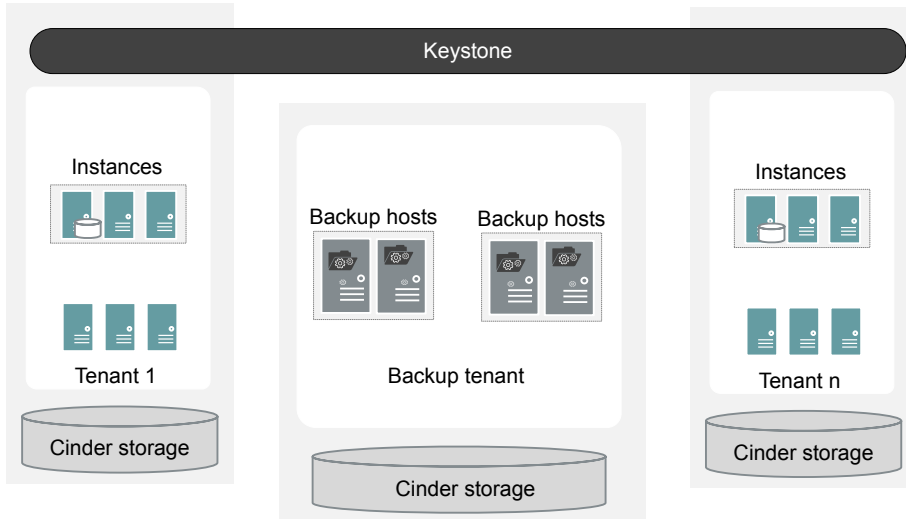 Keystone
Instances
Tenant 1
Cinder storage
Backup hosts
Backup hosts
Backup tenant
Cinder storage
Instances
Tenant n
Cinder storage